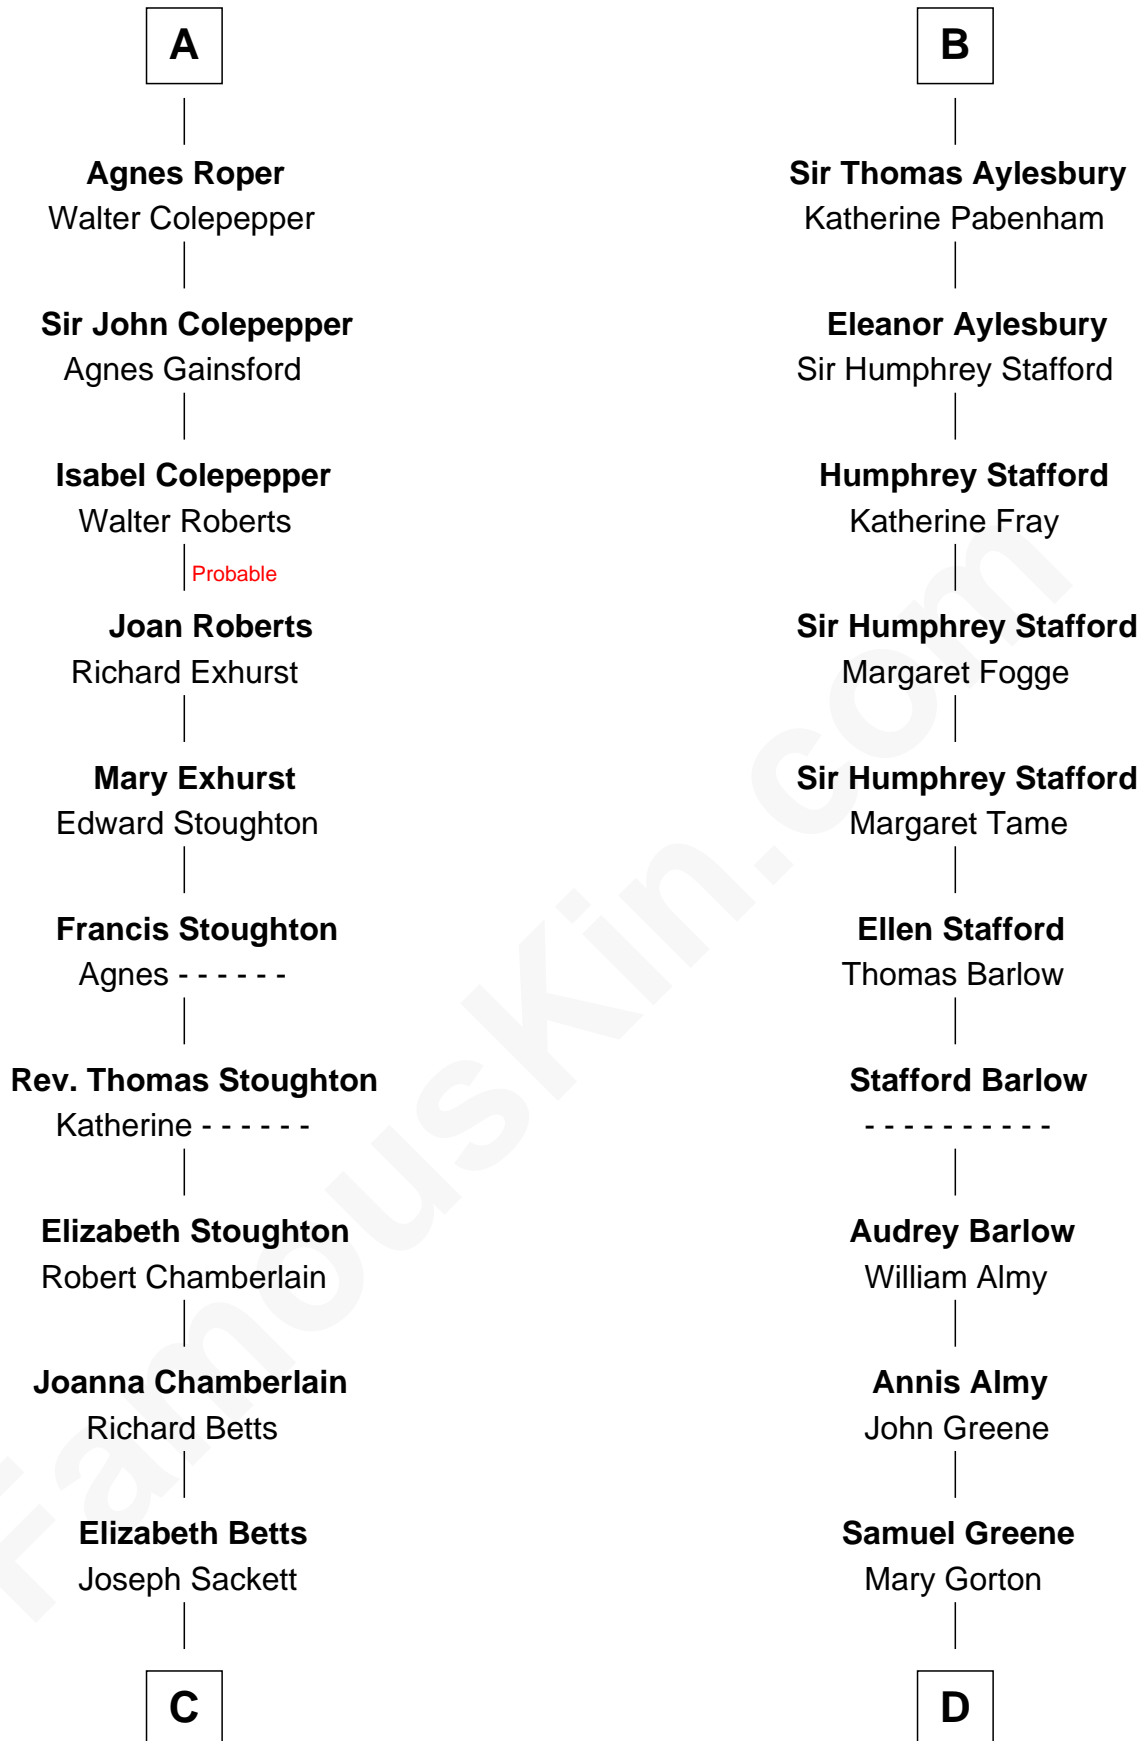 A
Agnes Roper
Walter Colepepper
Sir John Colepepper
Agnes Gainsford
Isabel Colepepper
Walter Roberts
Probable
Joan Roberts
Richard Exhurst
Mary Exhurst
Edward Stoughton
Francis Stoughton
Agnes - - - - - -
Rev. Thomas Stoughton
Katherine - - - - - -
Elizabeth Stoughton
Robert Chamberlain
Joanna Chamberlain
Richard Betts
Elizabeth Betts
Joseph Sackett
C
B
Sir Thomas Aylesbury
Katherine Pabenham
Eleanor Aylesbury
Sir Humphrey Stafford
Humphrey Stafford
Katherine Fray
Sir Humphrey Stafford
Margaret Fogge
Sir Humphrey Stafford
Margaret Tame
Ellen Stafford
Thomas Barlow
Stafford Barlow
- - - - - - - - - -
Audrey Barlow
William Almy
Annis Almy
John Greene
Samuel Greene
Mary Gorton
D
FamousKin.com